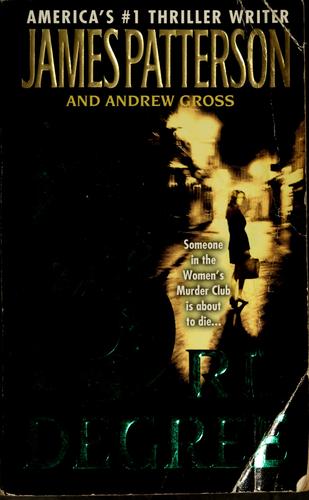 AMERICA'S #1 THRILLER WRITER
JAMES PATTERSON
AND ANDREW GROSS
Someone
in the
Women's
Murder Club
is about
to die...
DEGREE